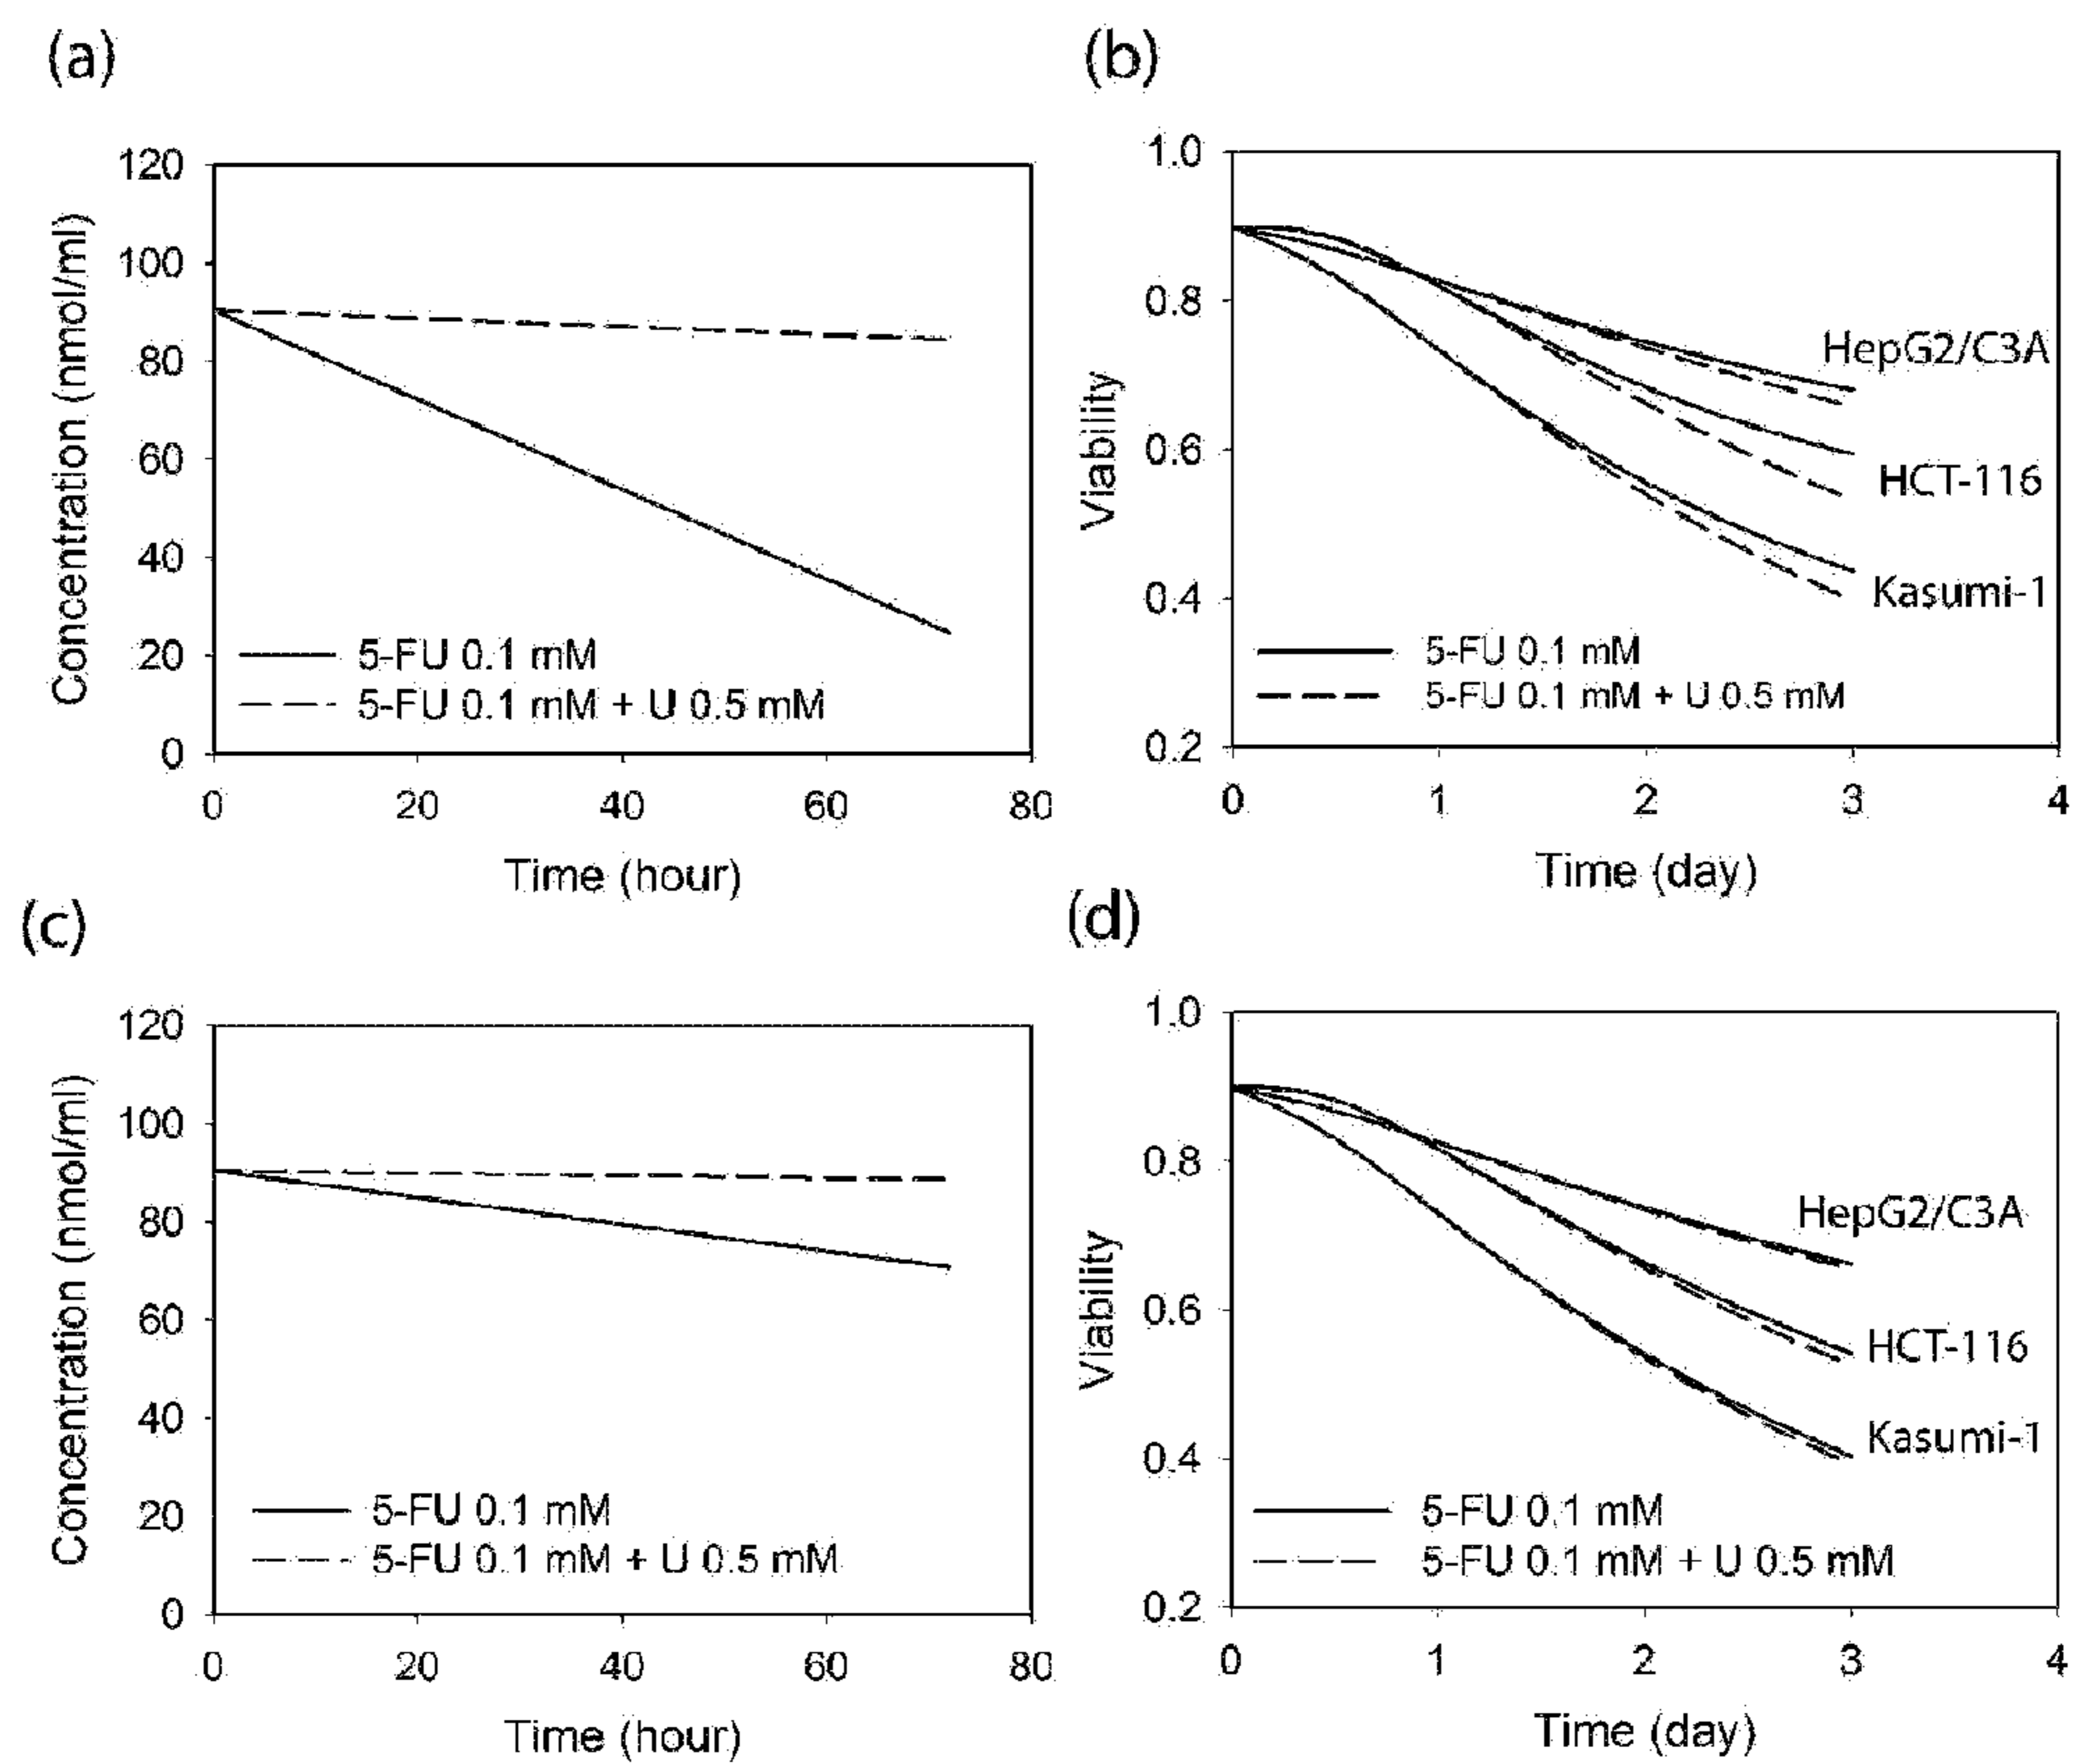 (a)
120
100
80
60
40
20
0
Concentration (nmol/ml)
5-FU 0.1 mM
5-FU 0.1 mM + U 0.5 mM
0 20 40 60 80
Time (hour)
(b)
1.0
0.8
0.6
0.4
0.2
Viability
HepG2/C3A
HCT-116
Kasumi-1
5-FU 0.1 mM
5-FU 0.1 mM + U 0.5 mM
0 1 2 3 4
Time (day)
(c)
120
100
80
60
40
20
0
Concentration (nmol/ml)
5-FU 0.1 mM
5-FU 0.1 mM + U 0.5 mM
0 20 40 60 80
Time (hour)
(d)
1.0
0.8
0.6
0.4
0.2
Viability
HepG2/C3A
HCT-116
Kasumi-1
5-FU 0.1 mM
5-FU 0.1 mM + U 0.5 mM
0 1 2 3 4
Time (day)